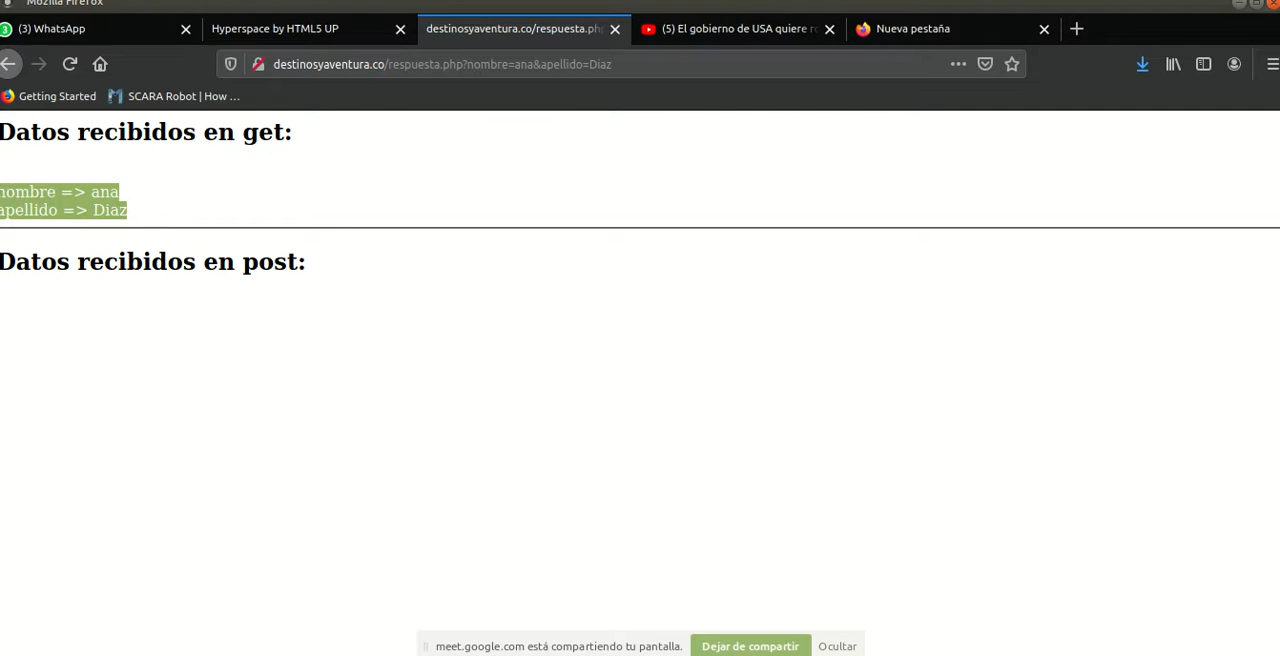 Mozilla Firefox
(3) WhatsApp
Hyperspace by HTML5 UP
destinosyaventura.co/respuesta.php
(5) El gobierno de USA quiere ro
Nueva pestaña
destinosyaventura.co/respuesta.php?nombre=ana&apellido=Diaz
Getting Started
SCARA Robot | How ...
Datos recibidos en get:
nombre => ana
apellido => Diaz
Datos recibidos en post:
meet.google.com está compartiendo tu pantalla.
Dejar de compartir
Ocultar